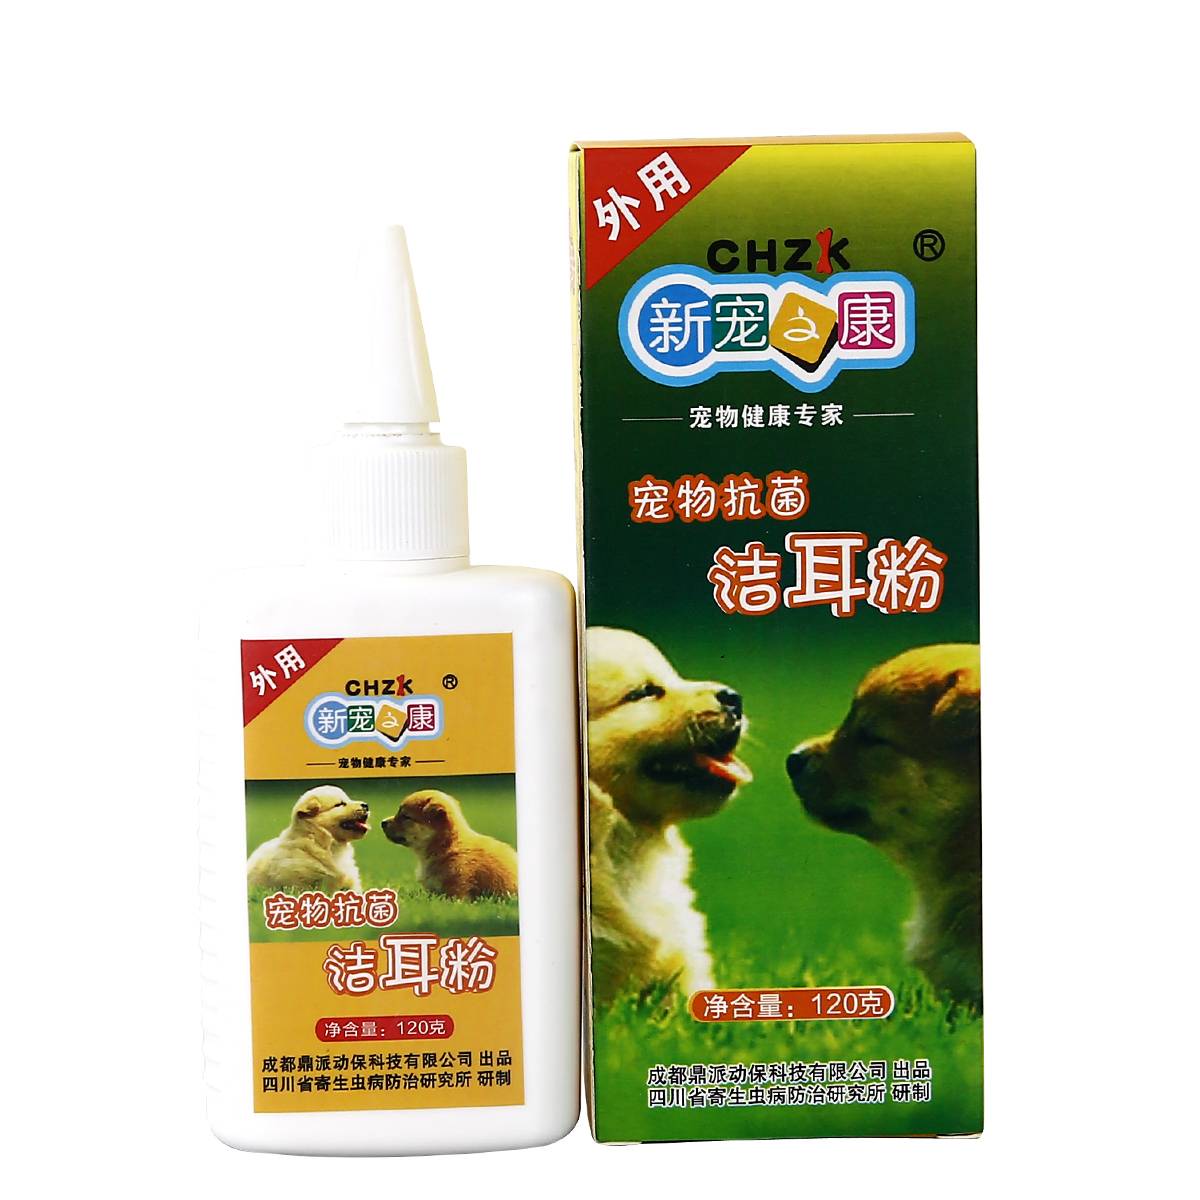 外用
CHZK ®
新宠之康
宠物健康专家
宠物抗菌
洁耳粉
净含量：120克
成都鼎派动保科技有限公司 出品
四川省寄生虫病防治研究所 研制
外用
CHZK ®
新宠之康
宠物健康专家
宠物抗菌
洁耳粉
净含量：120克
成都鼎派动保科技有限公司 出品
四川省寄生虫病防治研究所 研制